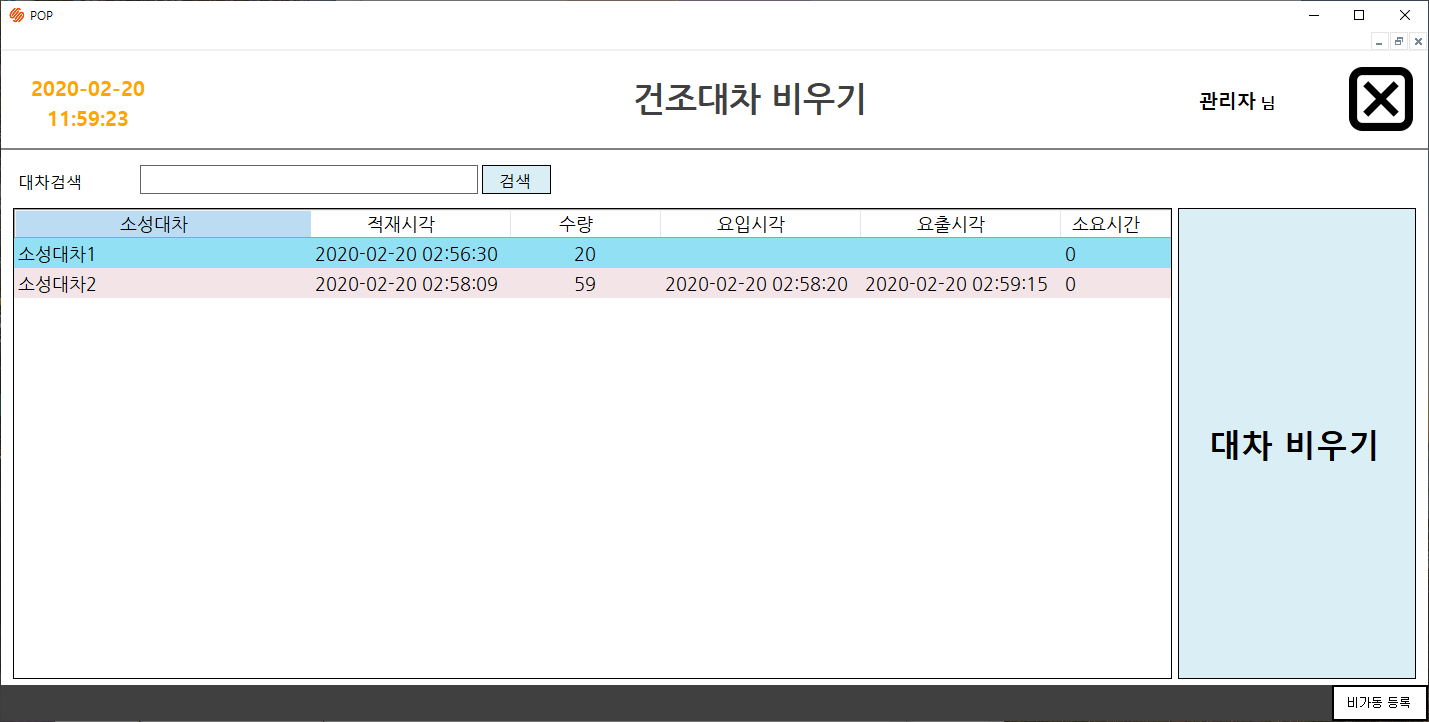 POP
2020-02-20
11:59:23
건조대차 비우기
관리자 님
대차검색
검색
소성대차 적재시각 수량 요입시각 요출시각 소요시간
소성대차1 2020-02-20 02:56:30 20 0
소성대차2 2020-02-20 02:58:09 59 2020-02-20 02:58:20 2020-02-20 02:59:15 0
대차 비우기
비가동 등록